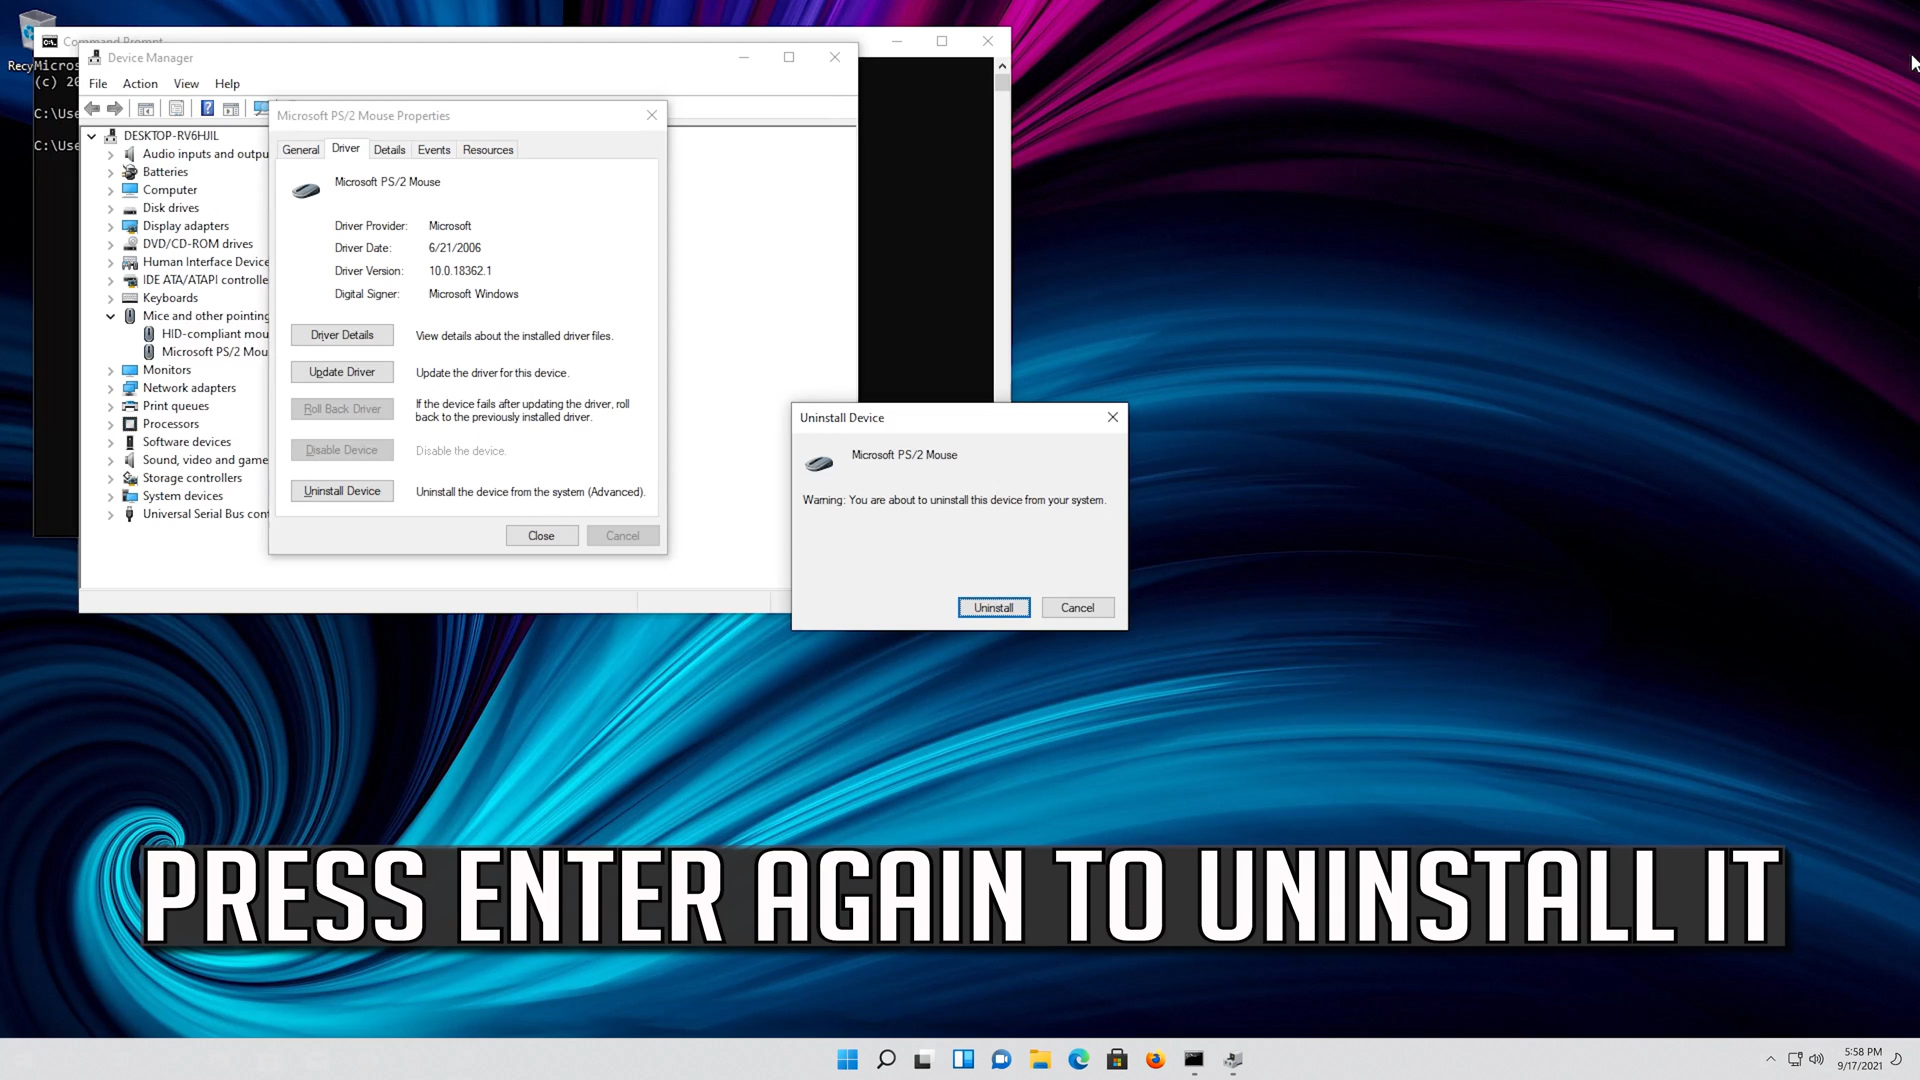 Command Prompt
Recy
Micros
(c) 20
C:\Use
C:\Use
Device Manager
File Action View Help
DESKTOP-RV6HJIL
Audio inputs and outpu
Batteries
Computer
Disk drives
Display adapters
DVD/CD-ROM drives
Human Interface Device
IDE ATA/ATAPI controlle
Keyboards
Mice and other pointing
HID-compliant mou
Microsoft PS/2 Mou
Monitors
Network adapters
Print queues
Processors
Software devices
Sound, video and game
Storage controllers
System devices
Universal Serial Bus cont
Microsoft PS/2 Mouse Properties
General Driver Details Events Resources
Microsoft PS/2 Mouse
Driver Provider: Microsoft
Driver Date: 6/21/2006
Driver Version: 10.0.18362.1
Digital Signer: Microsoft Windows
Driver Details View details about the installed driver files.
Update Driver Update the driver for this device.
Roll Back Driver If the device fails after updating the driver, roll
back to the previously installed driver.
Disable Device Disable the device.
Uninstall Device Uninstall the device from the system (Advanced).
Close Cancel
Uninstall Device
Microsoft PS/2 Mouse
Warning: You are about to uninstall this device from your system.
Uninstall Cancel
PRESS ENTER AGAIN TO UNINSTALL IT
5:58 PM
9/17/2021